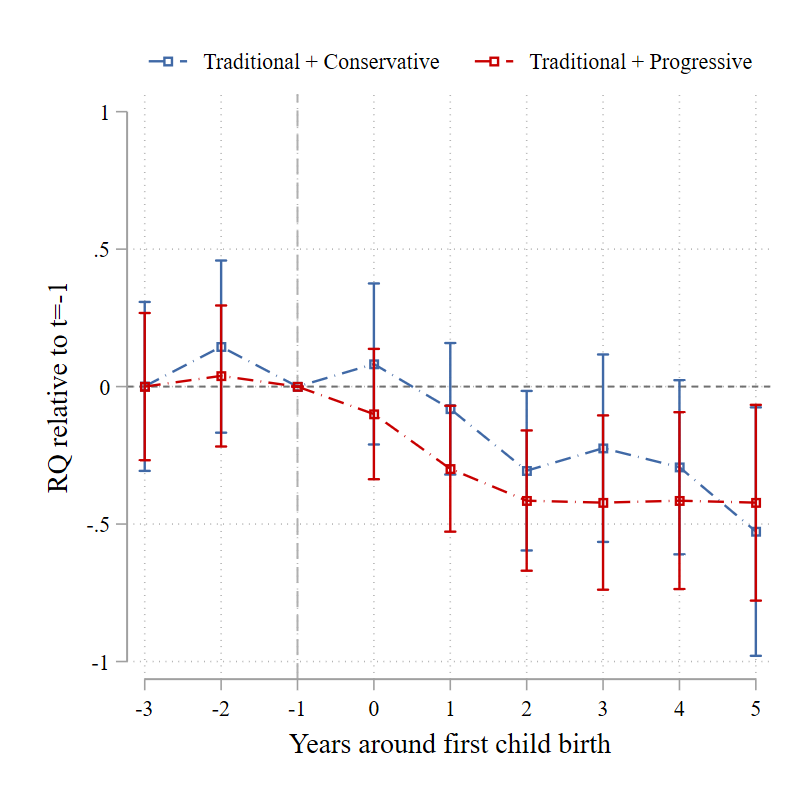 Traditional + Conservative Traditional + Progressive
1
.5
0
-.5
-1
RQ relative to t=-1
-3 -2 -1 0 1 2 3 4 5
Years around first child birth